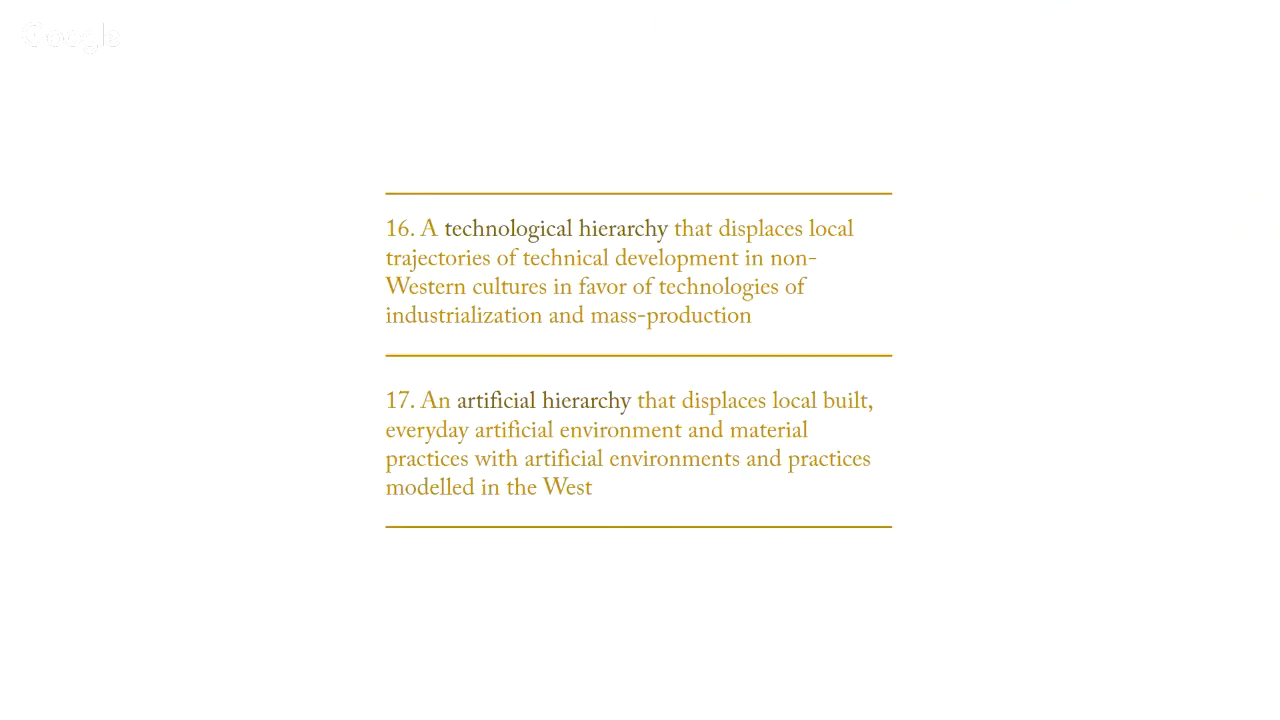 Google
16. A technological hierarchy that displaces local
trajectories of technical development in non-
Western cultures in favor of technologies of
industrialization and mass-production
17. An artificial hierarchy that displaces local built,
everyday artificial environment and material
practices with artificial environments and practices
modelled in the West